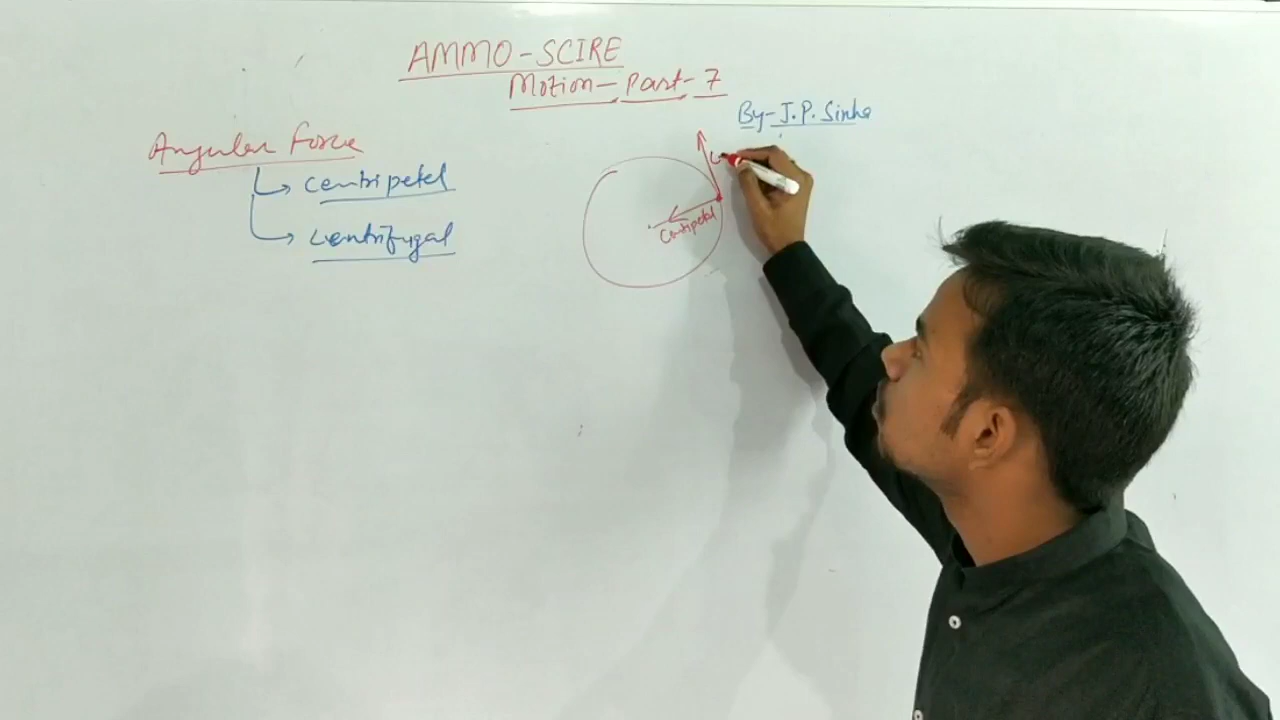 AMMO-SCIRE
Motion-Part-7
By-J.P. Sinha
Angular Force
centripetal
centrifugal
Centripetal